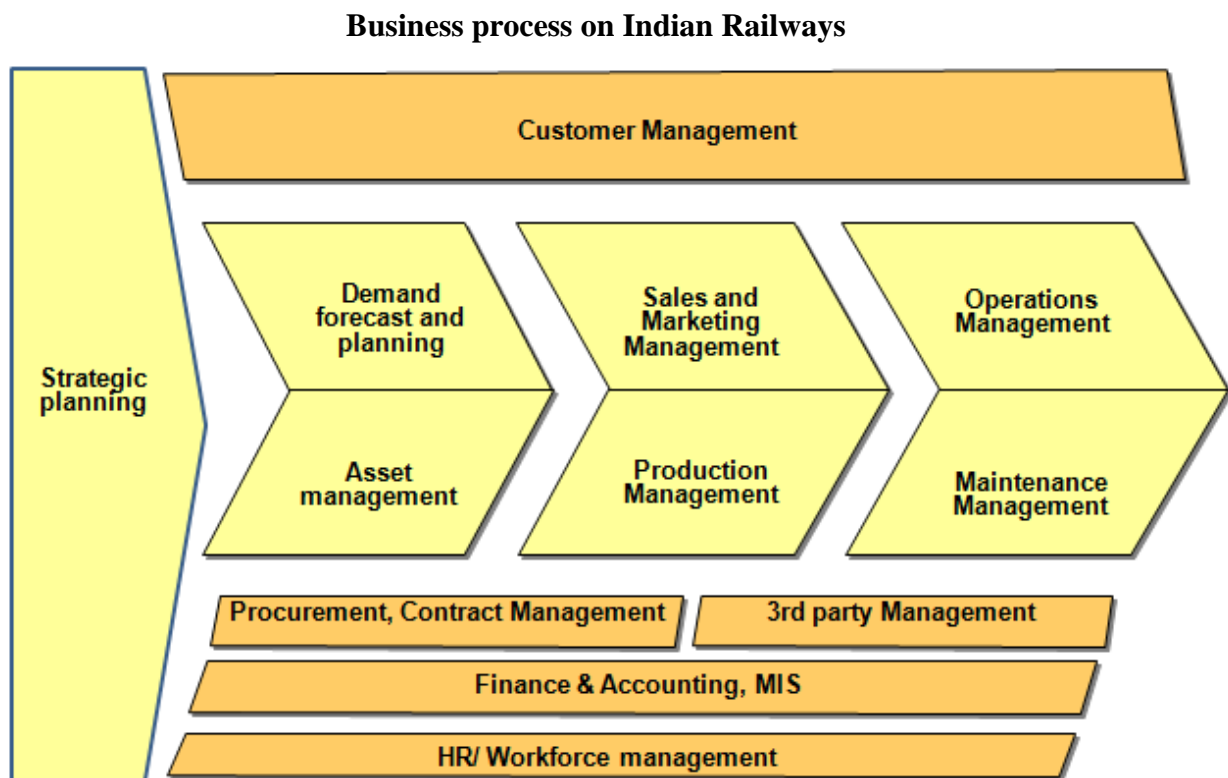 Business process on Indian Railways
Customer Management
Strategic
planning
Demand
forecast and
planning
Sales and
Marketing
Management
Operations
Management
Asset
management
Production
Management
Maintenance
Management
Procurement, Contract Management
3rd party Management
Finance & Accounting, MIS
HR/ Workforce management